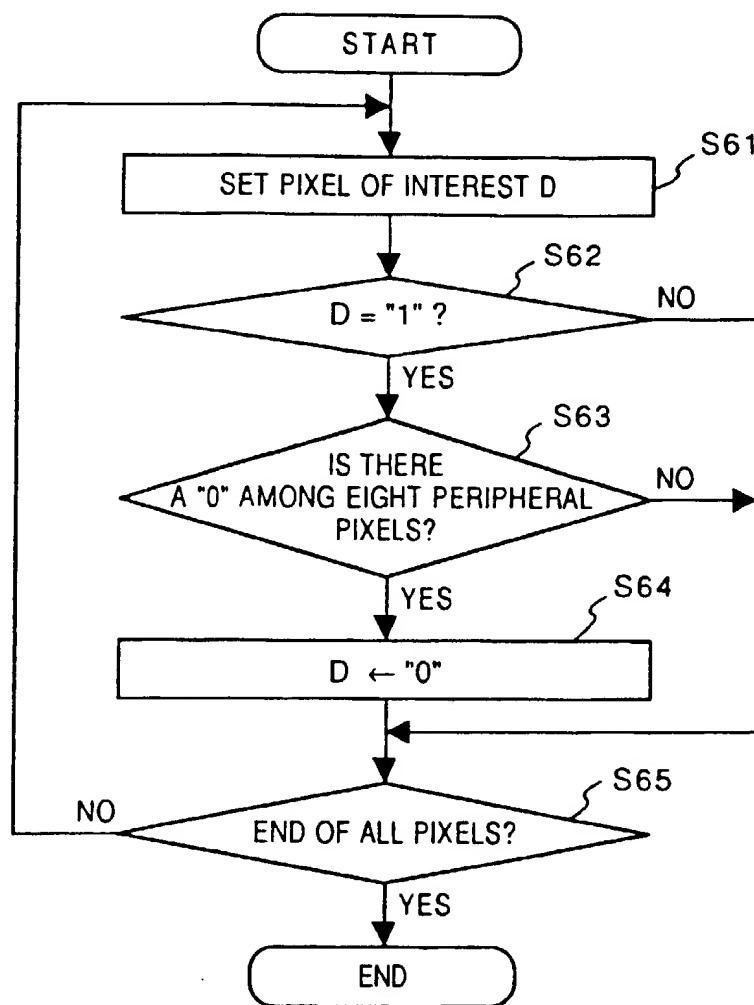 START
S61
SET PIXEL OF INTEREST D
S62
D = "1" ?
NO
YES
S63
IS THERE
A "0" AMONG EIGHT PERIPHERAL
PIXELS?
NO
YES
S64
D ← "0"
S65
NO
END OF ALL PIXELS?
YES
END